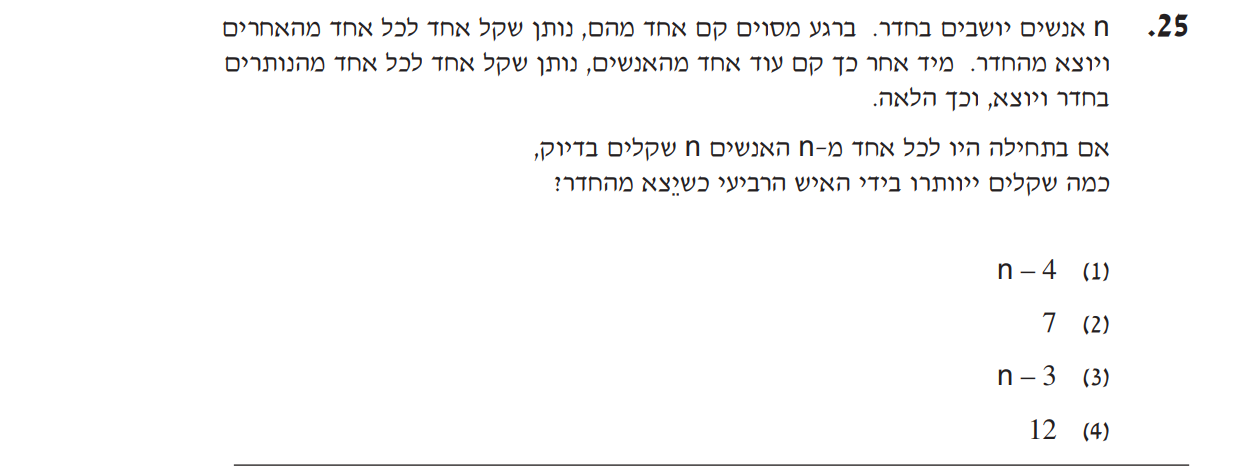 25. n אנשים יושבים בחדר. ברגע מסוים קם אחד מהם, נותן שקל אחד לכל אחד מהאחרים
ויוצא מהחדר. מיד אחר כך קם עוד אחד מהאנשים, נותן שקל אחד לכל אחד מהנותרים
בחדר ויוצא, וכך הלאה.
אם בתחילה היו לכל אחד מ-n האנשים n שקלים בדיוק,
כמה שקלים ייוותרו בידי האיש הרביעי כשיֵצא מהחדר?
(1) n – 4
(2) 7
(3) n – 3
(4) 12